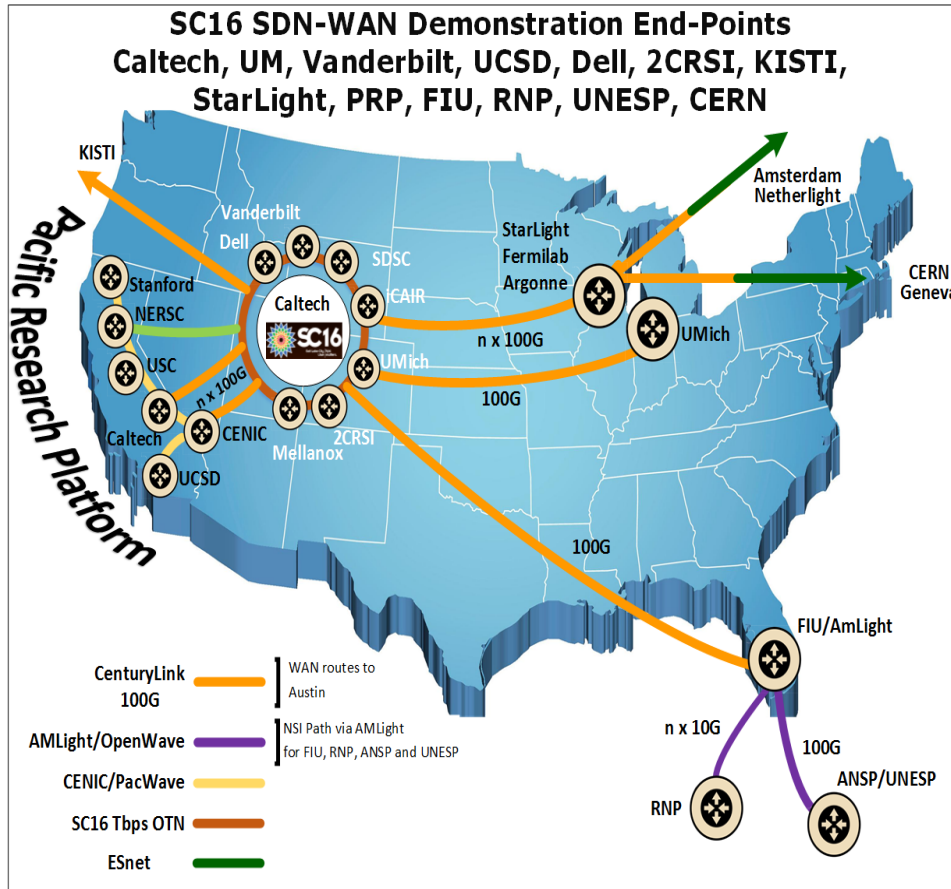 SC16 SDN-WAN Demonstration End-Points
Caltech, UM, Vanderbilt, UCSD, Dell, 2CRSI, KISTI,
StarLight, PRP, FIU, RNP, UNESP, CERN
KISTI
Pacific Research Platform
Vanderbilt
Dell
SDSC
iCAIR
Caltech
SC16
UMich
2CRSI
Mellanox
Stanford
NERSC
USC
Caltech
CENIC
UCSD
n x 100G
StarLight
Fermilab
Argonne
UMich
n x 100G
100G
Amsterdam
Netherlight
CERN
Geneva
100G
FIU/AmLight
n x 10G
100G
RNP
ANSP/UNESP
CenturyLink
100G
WAN routes to
Austin
AMLight/OpenWave
NSI Path via AMLight
for FIU, RNP, ANSP and UNESP
CENIC/PacWave
SC16 Tbps OTN
ESnet